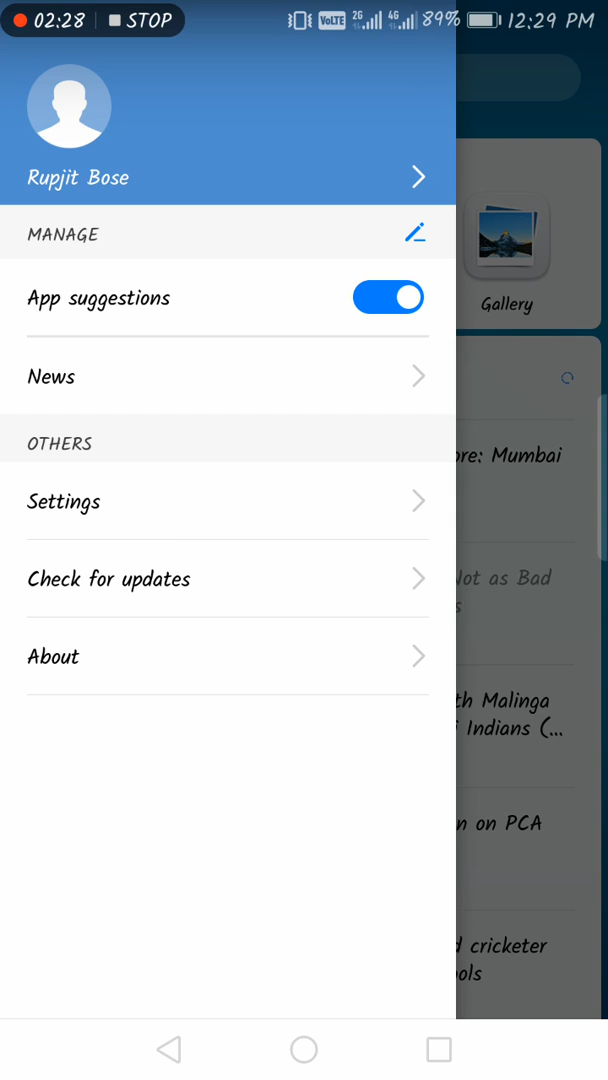 02:28 STOP VoLTE 2G 4G 89% 12:29 PM
Rupjit Bose
MANAGE
App suggestions
Gallery
News
OTHERS
ore: Mumbai
Settings
Not as Bad
s
Check for updates
About
th Malinga
Indians (...
n on PCA
d cricketer
ools